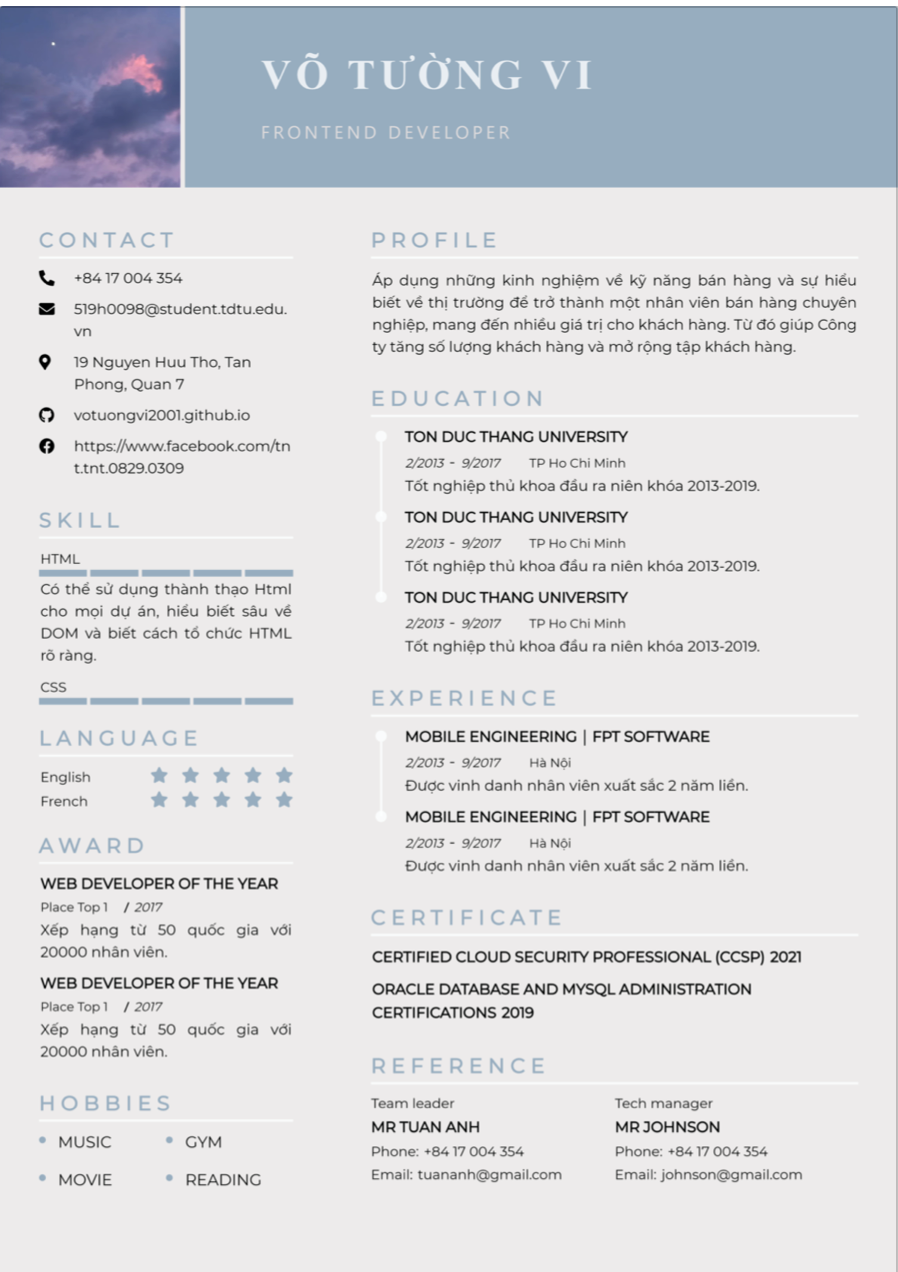 VÕ TƯỜNG VI
FRONTEND DEVELOPER
CONTACT
+84 17 004 354
519h0098@student.tdtu.edu.
vn
19 Nguyen Huu Tho, Tan
Phong, Quan 7
votuongvi2001.github.io
https://www.facebook.com/tn
t.tnt.0829.0309
SKILL
HTML
Có thể sử dụng thành thạo Html
cho mọi dự án, hiểu biết sâu về
DOM và biết cách tổ chức HTML
rõ ràng.
CSS
LANGUAGE
English
French
AWARD
WEB DEVELOPER OF THE YEAR
Place Top 1 / 2017
Xếp hạng từ 50 quốc gia với
20000 nhân viên.
WEB DEVELOPER OF THE YEAR
Place Top 1 / 2017
Xếp hạng từ 50 quốc gia với
20000 nhân viên.
HOBBIES
MUSIC GYM
MOVIE READING
PROFILE
Áp dụng những kinh nghiệm về kỹ năng bán hàng và sự hiểu
biết về thị trường để trở thành một nhân viên bán hàng chuyên
nghiệp, mang đến nhiều giá trị cho khách hàng. Từ đó giúp Công
ty tăng số lượng khách hàng và mở rộng tập khách hàng.
EDUCATION
TON DUC THANG UNIVERSITY
2/2013 - 9/2017 TP Ho Chi Minh
Tốt nghiệp thủ khoa đầu ra niên khóa 2013-2019.
TON DUC THANG UNIVERSITY
2/2013 - 9/2017 TP Ho Chi Minh
Tốt nghiệp thủ khoa đầu ra niên khóa 2013-2019.
TON DUC THANG UNIVERSITY
2/2013 - 9/2017 TP Ho Chi Minh
Tốt nghiệp thủ khoa đầu ra niên khóa 2013-2019.
EXPERIENCE
MOBILE ENGINEERING | FPT SOFTWARE
2/2013 - 9/2017 Hà Nội
Được vinh danh nhân viên xuất sắc 2 năm liền.
MOBILE ENGINEERING | FPT SOFTWARE
2/2013 - 9/2017 Hà Nội
Được vinh danh nhân viên xuất sắc 2 năm liền.
CERTIFICATE
CERTIFIED CLOUD SECURITY PROFESSIONAL (CCSP) 2021
ORACLE DATABASE AND MYSQL ADMINISTRATION
CERTIFICATIONS 2019
REFERENCE
Team leader
MR TUAN ANH
Phone: +84 17 004 354
Email: tuananh@gmail.com
Tech manager
MR JOHNSON
Phone: +84 17 004 354
Email: johnson@gmail.com